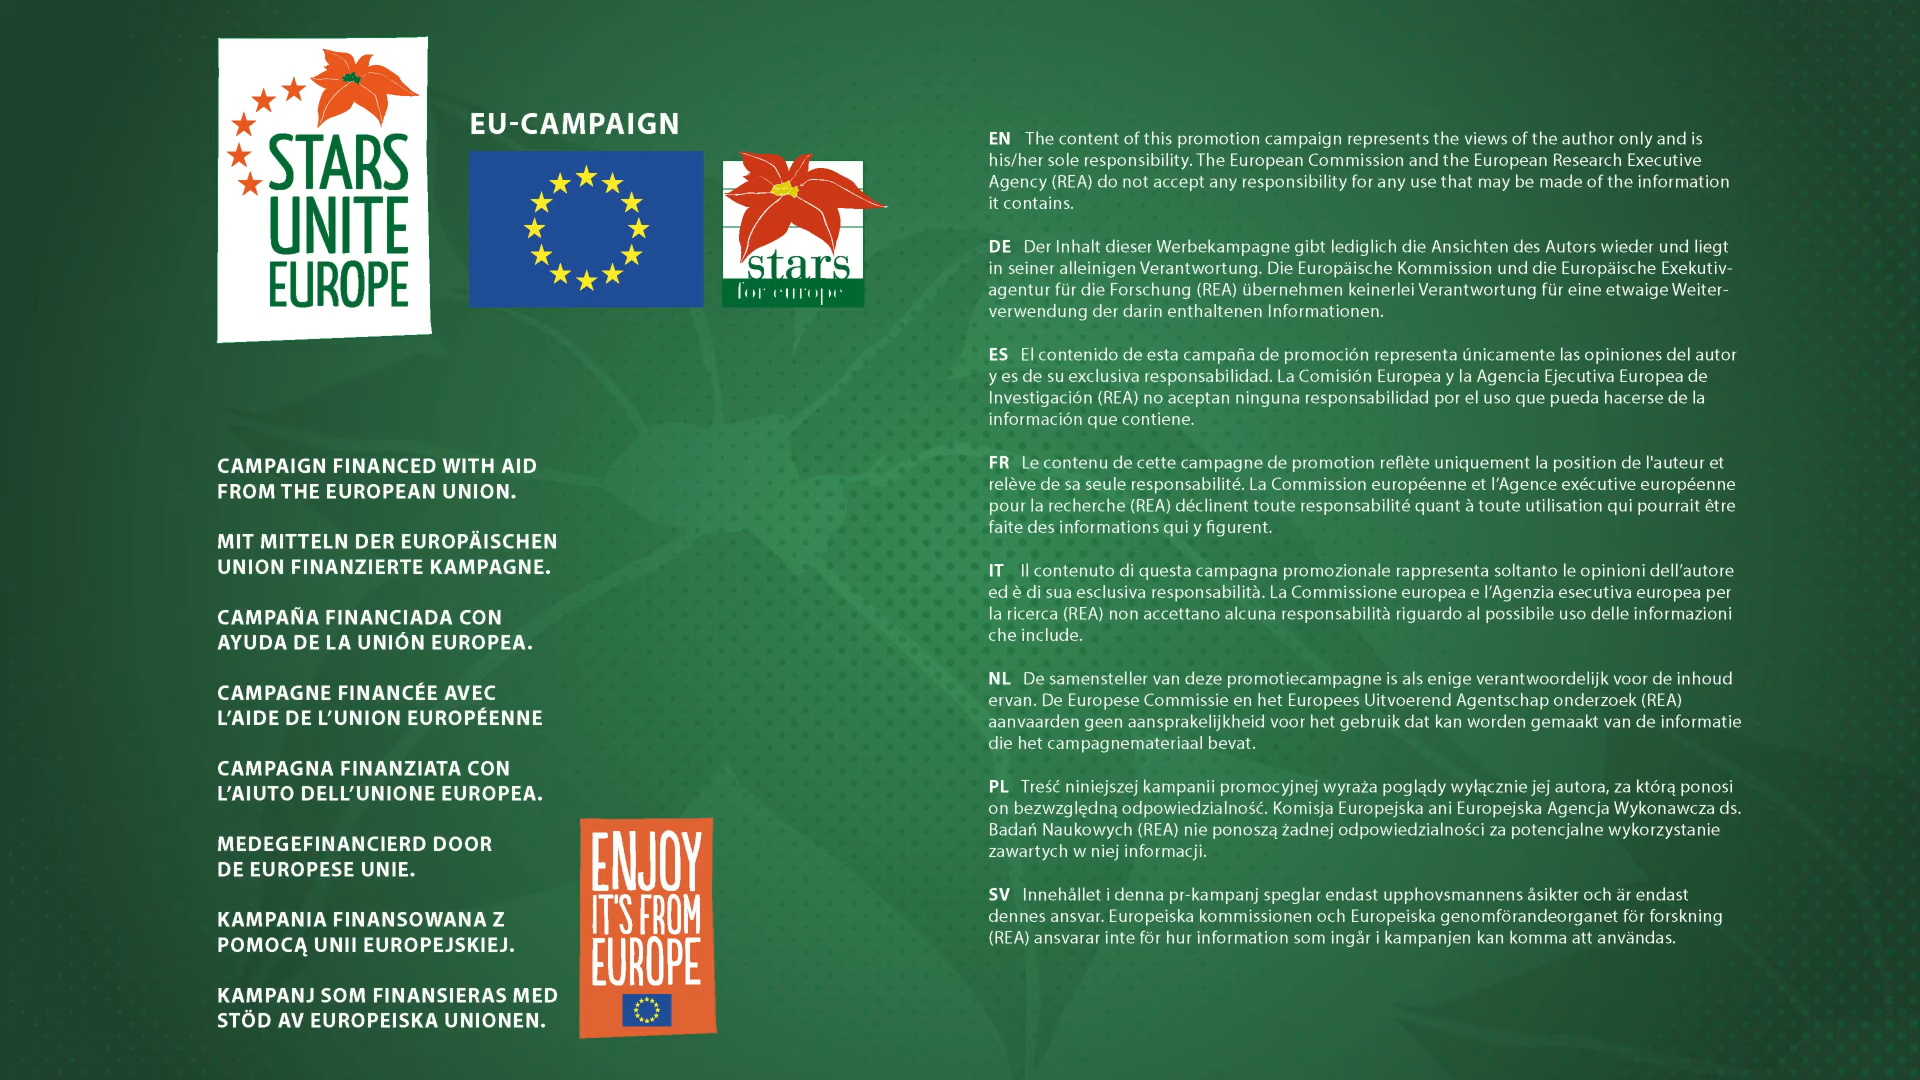 STARS
UNITE
EUROPE
EU-CAMPAIGN
stars
for europe
CAMPAIGN FINANCED WITH AID
FROM THE EUROPEAN UNION.
MIT MITTELN DER EUROPÄISCHEN
UNION FINANZIERTE KAMPAGNE.
CAMPAÑA FINANCIADA CON
AYUDA DE LA UNIÓN EUROPEA.
CAMPAGNE FINANCÉE AVEC
L’AIDE DE L’UNION EUROPÉENNE
CAMPAGNA FINANZIATA CON
L’AIUTO DELL’UNIONE EUROPEA.
MEDEGEFINANCIERD DOOR
DE EUROPESE UNIE.
KAMPANIA FINANSOWANA Z
POMOCĄ UNII EUROPEJSKIEJ.
KAMPANJ SOM FINANSIERAS MED
STÖD AV EUROPEISKA UNIONEN.
ENJOY
IT'S FROM
EUROPE
EN The content of this promotion campaign represents the views of the author only and is
his/her sole responsibility. The European Commission and the European Research Executive
Agency (REA) do not accept any responsibility for any use that may be made of the information
it contains.
DE Der Inhalt dieser Werbekampagne gibt lediglich die Ansichten des Autors wieder und liegt
in seiner alleinigen Verantwortung. Die Europäische Kommission und die Europäische Exekutiv-
agentur für die Forschung (REA) übernehmen keinerlei Verantwortung für eine etwaige Weiter-
verwendung der darin enthaltenen Informationen.
ES El contenido de esta campaña de promoción representa únicamente las opiniones del autor
y es de su exclusiva responsabilidad. La Comisión Europea y la Agencia Ejecutiva Europea de
Investigación (REA) no aceptan ninguna responsabilidad por el uso que pueda hacerse de la
información que contiene.
FR Le contenu de cette campagne de promotion reflète uniquement la position de l'auteur et
relève de sa seule responsabilité. La Commission européenne et l’Agence exécutive européenne
pour la recherche (REA) déclinent toute responsabilité quant à toute utilisation qui pourrait être
faite des informations qui y figurent.
IT Il contenuto di questa campagna promozionale rappresenta soltanto le opinioni dell’autore
ed è di sua esclusiva responsabilità. La Commissione europea e l’Agenzia esecutiva europea per
la ricerca (REA) non accettano alcuna responsabilità riguardo al possibile uso delle informazioni
che include.
NL De samensteller van deze promotiecampagne is als enige verantwoordelijk voor de inhoud
ervan. De Europese Commissie en het Europees Uitvoerend Agentschap onderzoek (REA)
aanvaarden geen aansprakelijkheid voor het gebruik dat kan worden gemaakt van de informatie
die het campagnemateriaal bevat.
PL Treść niniejszej kampanii promocyjnej wyraża poglądy wyłącznie jej autora, za którą ponosi
on bezwzględną odpowiedzialność. Komisja Europejska ani Europejska Agencja Wykonawcza ds.
Badań Naukowych (REA) nie ponoszą żadnej odpowiedzialności za potencjalne wykorzystanie
zawartych w niej informacji.
SV Innehållet i denna pr-kampanj speglar endast upphovsmannens åsikter och är endast
dennes ansvar. Europeiska kommissionen och Europeiska genomförandeorganet för forskning
(REA) ansvarar inte för hur information som ingår i kampanjen kan komma att användas.